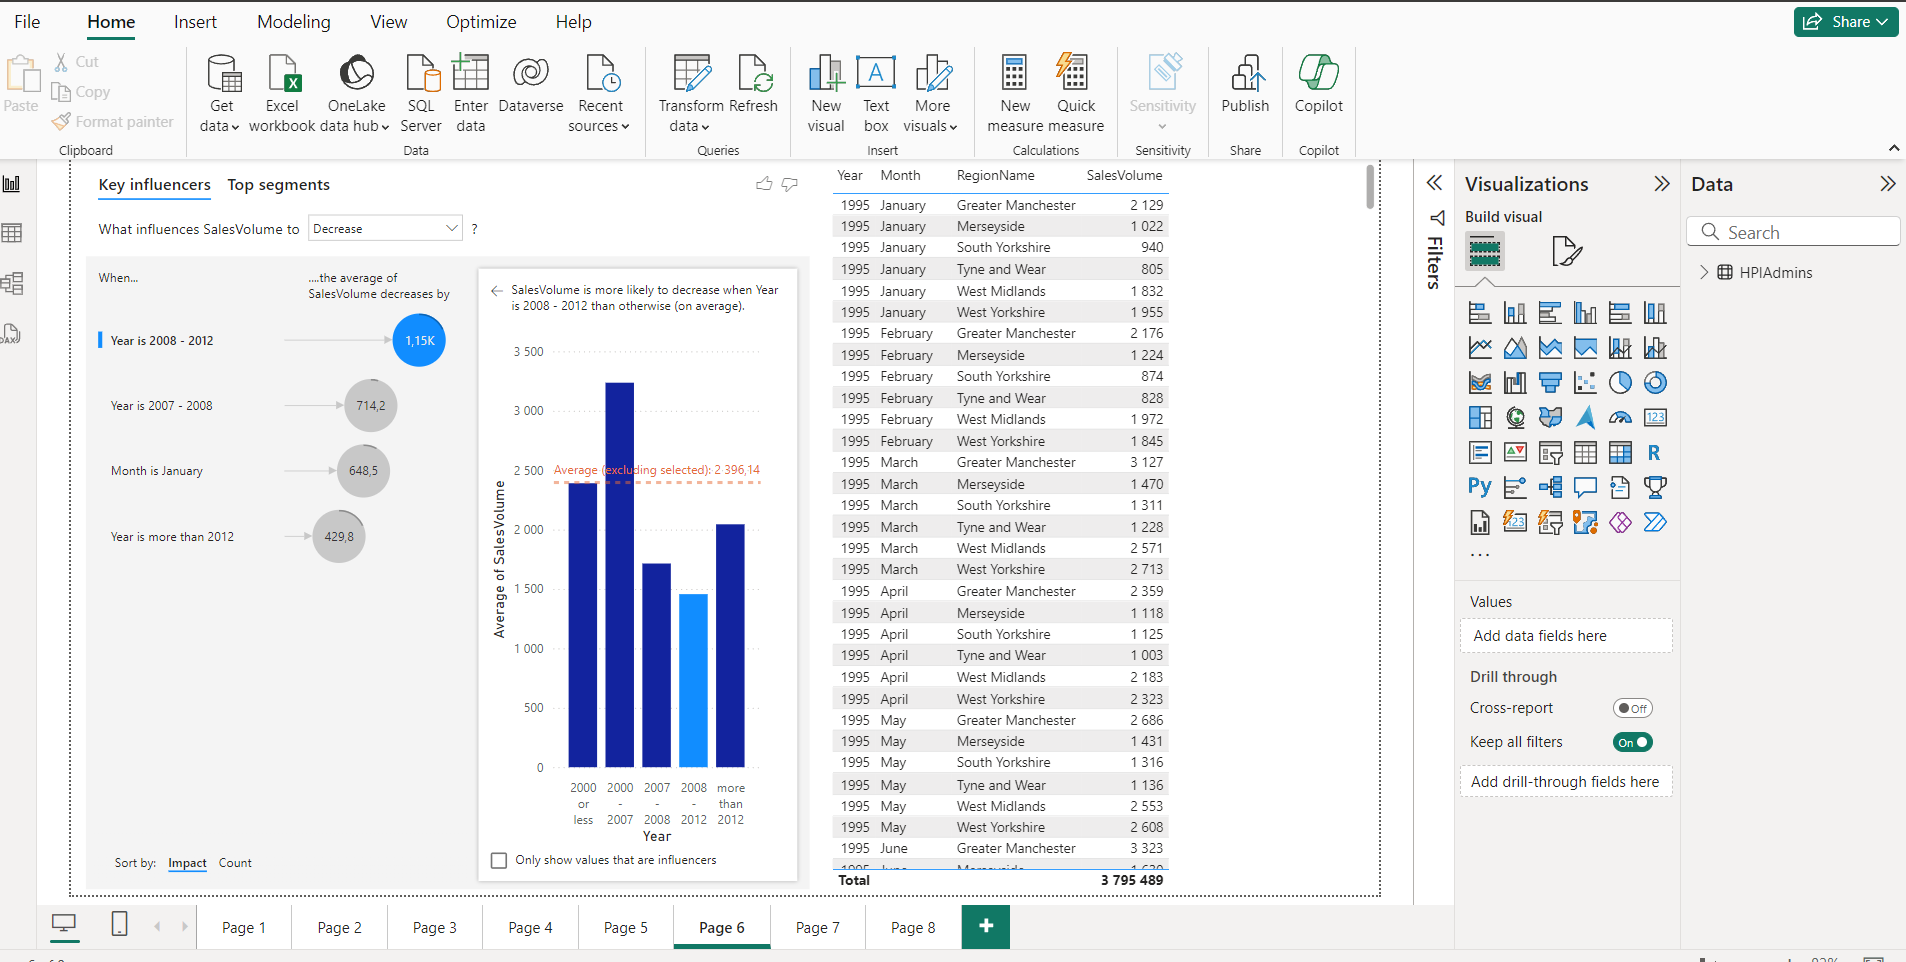 File Home Insert Modeling View Optimize Help Share
Paste
Cut
Copy
Format painter
Clipboard
Get data
Excel workbook
OneLake data hub
SQL Server
Enter data
Dataverse
Recent sources
Data
Transform data
Refresh
Queries
New visual
Text box
More visuals
Insert
New measure
Quick measure
Calculations
Sensitivity
Sensitivity
Publish
Share
Copilot
Copilot
Key influencers Top segments
What influences SalesVolume to Decrease ?
When...
....the average of
SalesVolume decreases by
Year is 2008 - 2012 1,15K
Year is 2007 - 2008 714,2
Month is January 648,5
Year is more than 2012 429,8
Sort by: Impact Count
SalesVolume is more likely to decrease when Year
is 2008 - 2012 than otherwise (on average).
Average of SalesVolume
3 500
3 000
2 500
2 000
1 500
1 000
500
0
Average (excluding selected): 2 396,14
2000 or less
2000 - 2007
2007 - 2008
2008 - 2012
more than 2012
Year
Only show values that are influencers
Year Month RegionName SalesVolume
1995 January Greater Manchester 2 129
1995 January Merseyside 1 022
1995 January South Yorkshire 940
1995 January Tyne and Wear 805
1995 January West Midlands 1 832
1995 January West Yorkshire 1 955
1995 February Greater Manchester 2 176
1995 February Merseyside 1 224
1995 February South Yorkshire 874
1995 February Tyne and Wear 828
1995 February West Midlands 1 972
1995 February West Yorkshire 1 845
1995 March Greater Manchester 3 127
1995 March Merseyside 1 470
1995 March South Yorkshire 1 311
1995 March Tyne and Wear 1 228
1995 March West Midlands 2 571
1995 March West Yorkshire 2 713
1995 April Greater Manchester 2 359
1995 April Merseyside 1 118
1995 April South Yorkshire 1 125
1995 April Tyne and Wear 1 003
1995 April West Midlands 2 183
1995 April West Yorkshire 2 323
1995 May Greater Manchester 2 686
1995 May Merseyside 1 431
1995 May South Yorkshire 1 316
1995 May Tyne and Wear 1 136
1995 May West Midlands 2 553
1995 May West Yorkshire 2 608
1995 June Greater Manchester 3 323
Total 3 795 489
Filters
Visualizations
Build visual
123
R
Py
123
...
Values
Add data fields here
Drill through
Cross-report Off
Keep all filters On
Add drill-through fields here
Data
Search
HPIAdmins
Page 1 Page 2 Page 3 Page 4 Page 5 Page 6 Page 7 Page 8 +